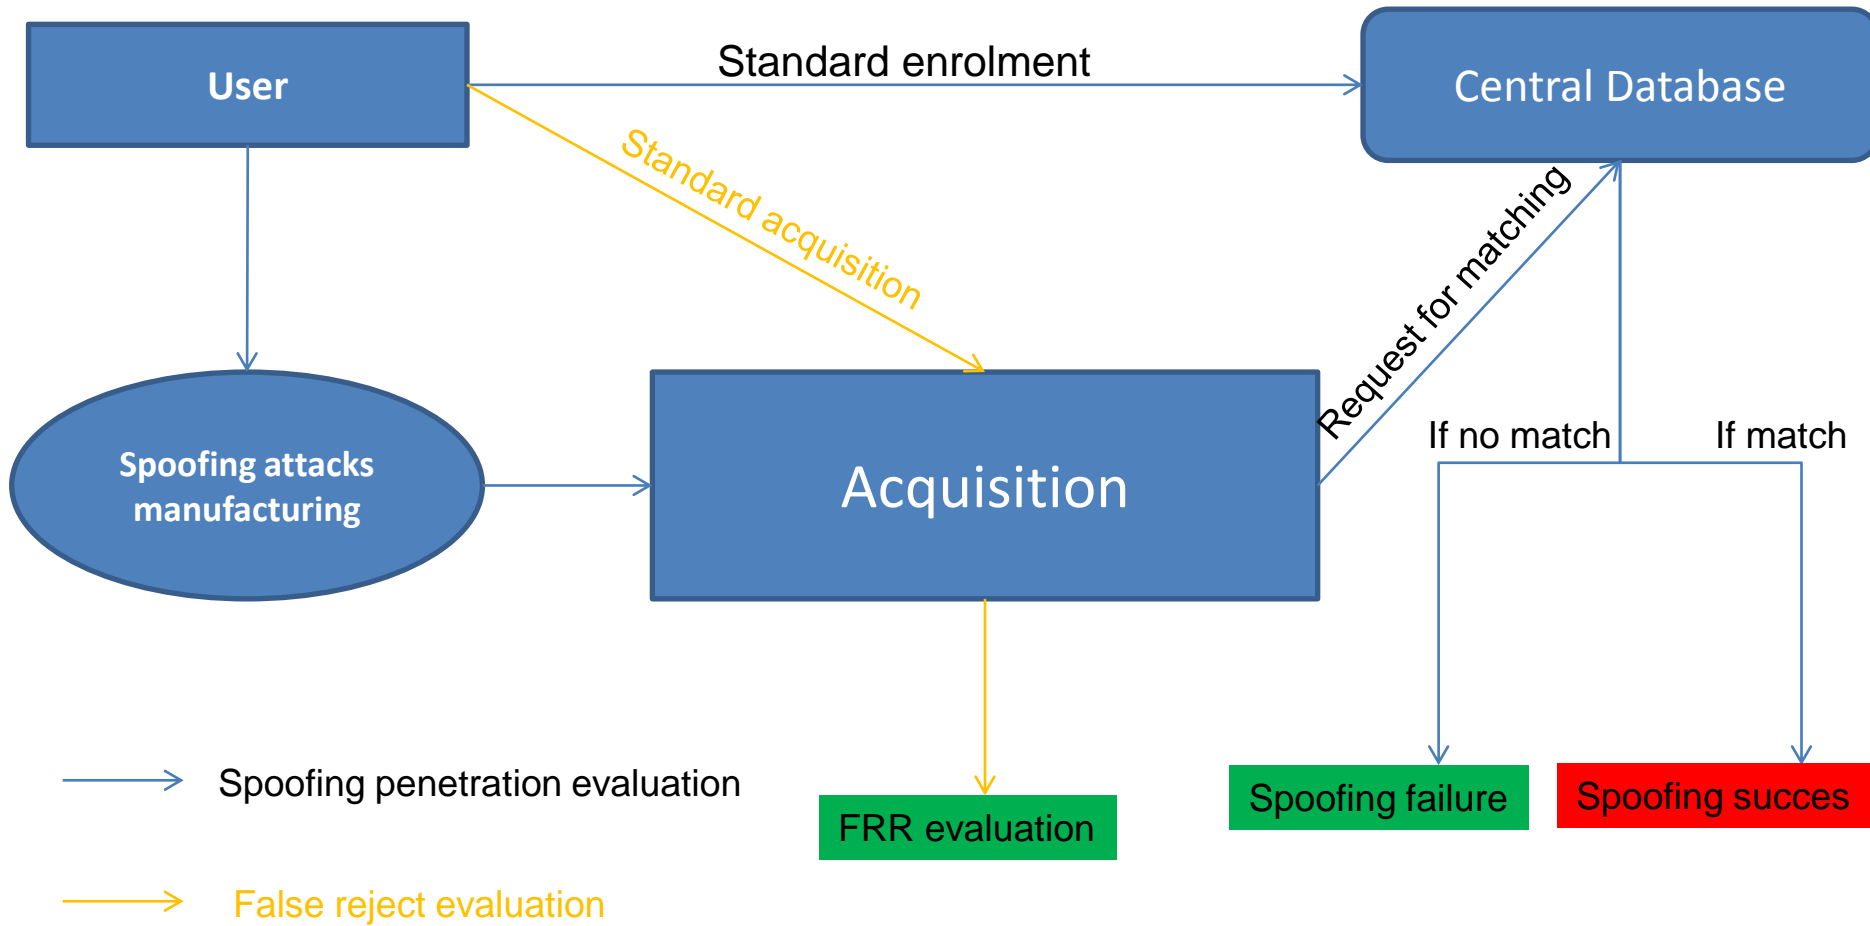 User
Standard enrolment
Central Database
Standard acquisition
Request for matching
If no match
If match
Spoofing attacks
manufacturing
Acquisition
Spoofing penetration evaluation
FRR evaluation
Spoofing failure
Spoofing succes
False reject evaluation